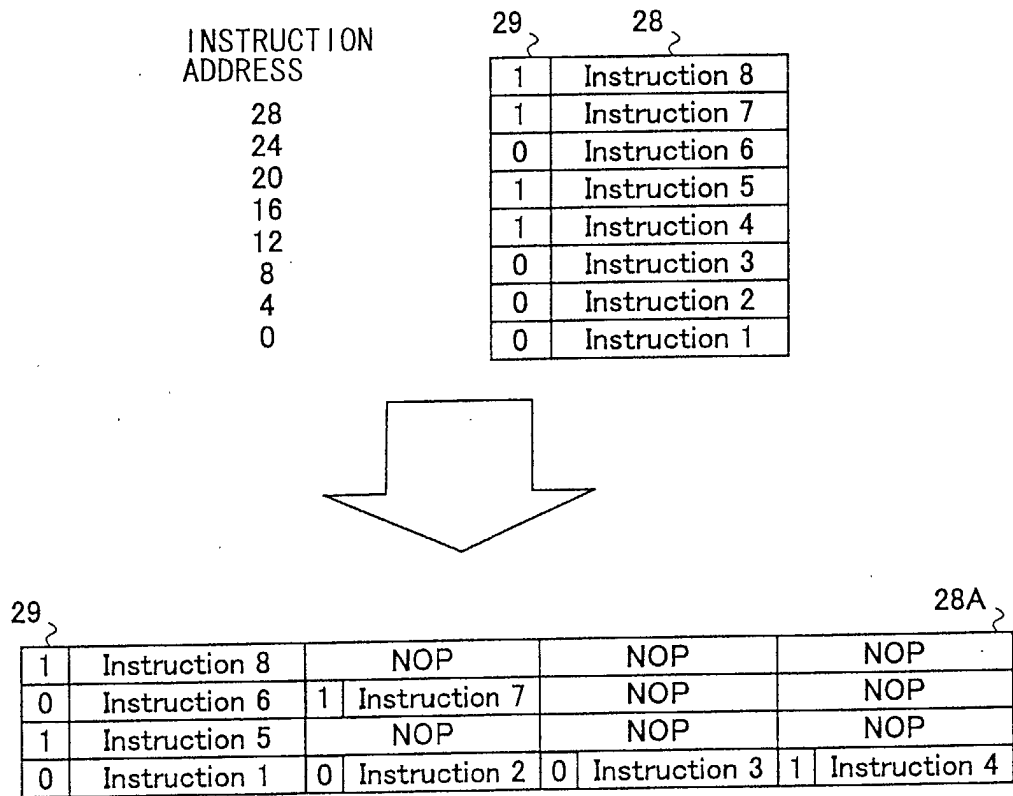 29 28
INSTRUCTION
ADDRESS
1 Instruction 8
28 1 Instruction 7
24 0 Instruction 6
20 1 Instruction 5
16 1 Instruction 4
12 0 Instruction 3
8 0 Instruction 2
4 0 Instruction 1
0
29 28A
1 Instruction 8 NOP NOP NOP
0 Instruction 6 1 Instruction 7 NOP NOP
1 Instruction 5 NOP NOP NOP
0 Instruction 1 0 Instruction 2 0 Instruction 3 1 Instruction 4